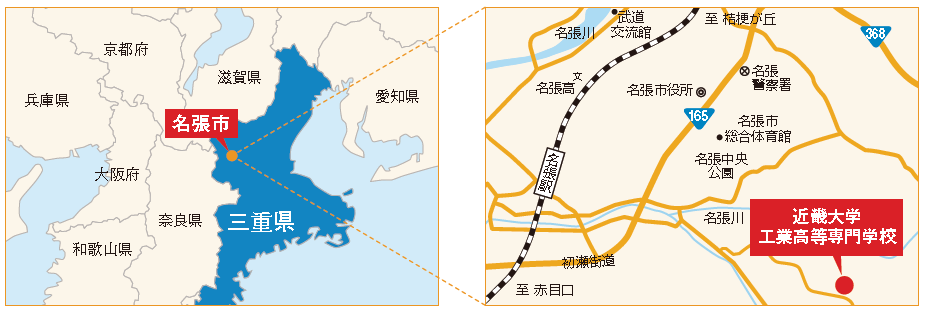 京都府
滋賀県
兵庫県
愛知県
名張市
大阪府
奈良県
三重県
和歌山県
至 桔梗が丘
武道
交流館
名張川
368
名張
警察署
文
名張高
名張市役所
165
名張市
総合体育館
名張中央
公園
名張駅
名張川
近畿大学
工業高等専門学校
初瀬街道
至 赤目口